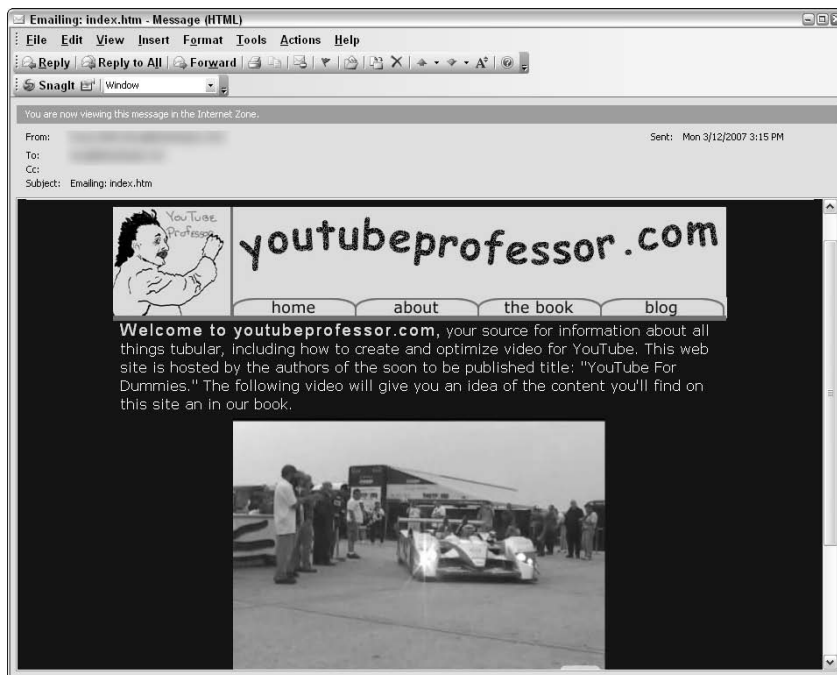 Emailing: index.htm - Message (HTML)
File Edit View Insert Format Tools Actions Help
Reply Reply to All Forward
SnagIt Window
You are now viewing this message in the Internet Zone.
From: Sent: Mon 3/12/2007 3:15 PM
To:
Cc:
Subject: Emailing: index.htm
YouTube
Professor
youtubeprofessor.com
home about the book blog
Welcome to youtubeprofessor.com, your source for information about all
things tubular, including how to create and optimize video for YouTube. This web
site is hosted by the authors of the soon to be published title: "YouTube For
Dummies." The following video will give you an idea of the content you'll find on
this site an in our book.